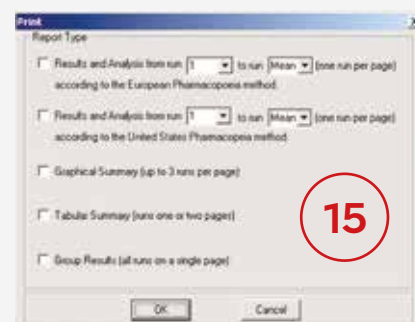 Print
Report Type
Results and Analysis from run 1 to run Mean (one run per page)
according to the European Pharmacopoeia method
Results and Analysis from run 1 to run Mean (one run per page)
according to the United States Pharmacopeia method
Graphical Summary (up to 3 runs per page)
Tabular Summary (runs one or two pages)
Group Results (all runs on a single page)
15
OK Cancel